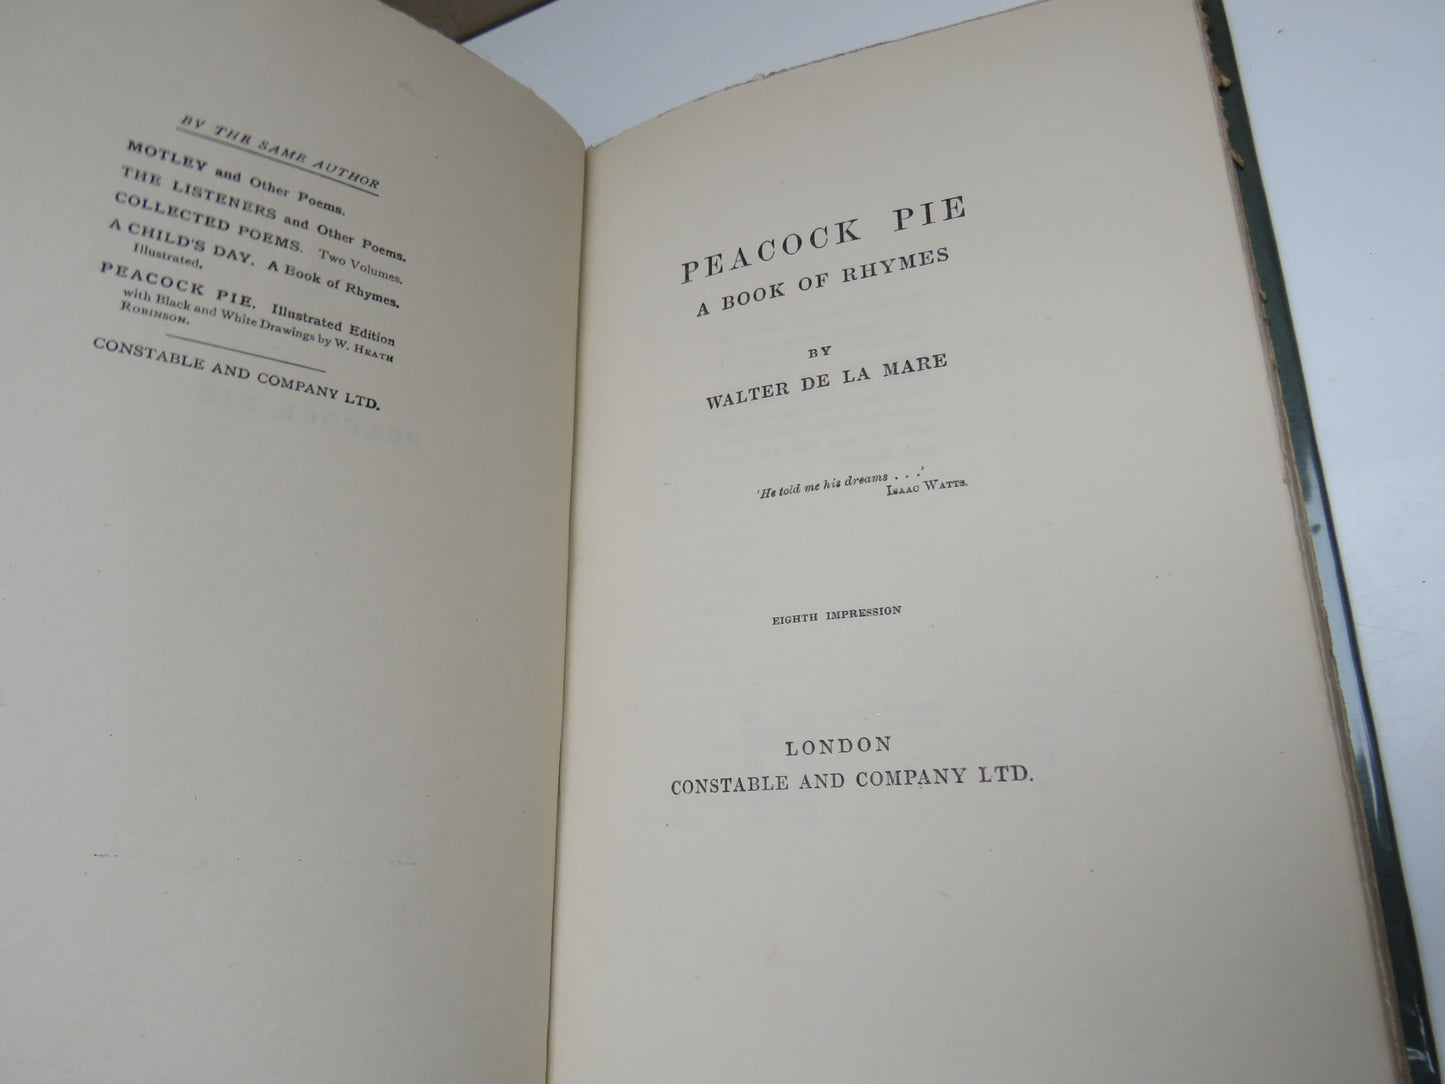 BY THE SAME AUTHOR
MOTLEY and Other Poems.
THE LISTENERS and Other Poems.
COLLECTED POEMS. Two Volumes.
A CHILD'S DAY. A Book of Rhymes.
Illustrated.
PEACOCK PIE. Illustrated Edition
with Black and White Drawings by W. HEATH
ROBINSON.
CONSTABLE AND COMPANY LTD.
PEACOCK PIE
A BOOK OF RHYMES
BY
WALTER DE LA MARE
'He told me his dreams . . .'
ISAAC WATTS.
EIGHTH IMPRESSION
LONDON
CONSTABLE AND COMPANY LTD.